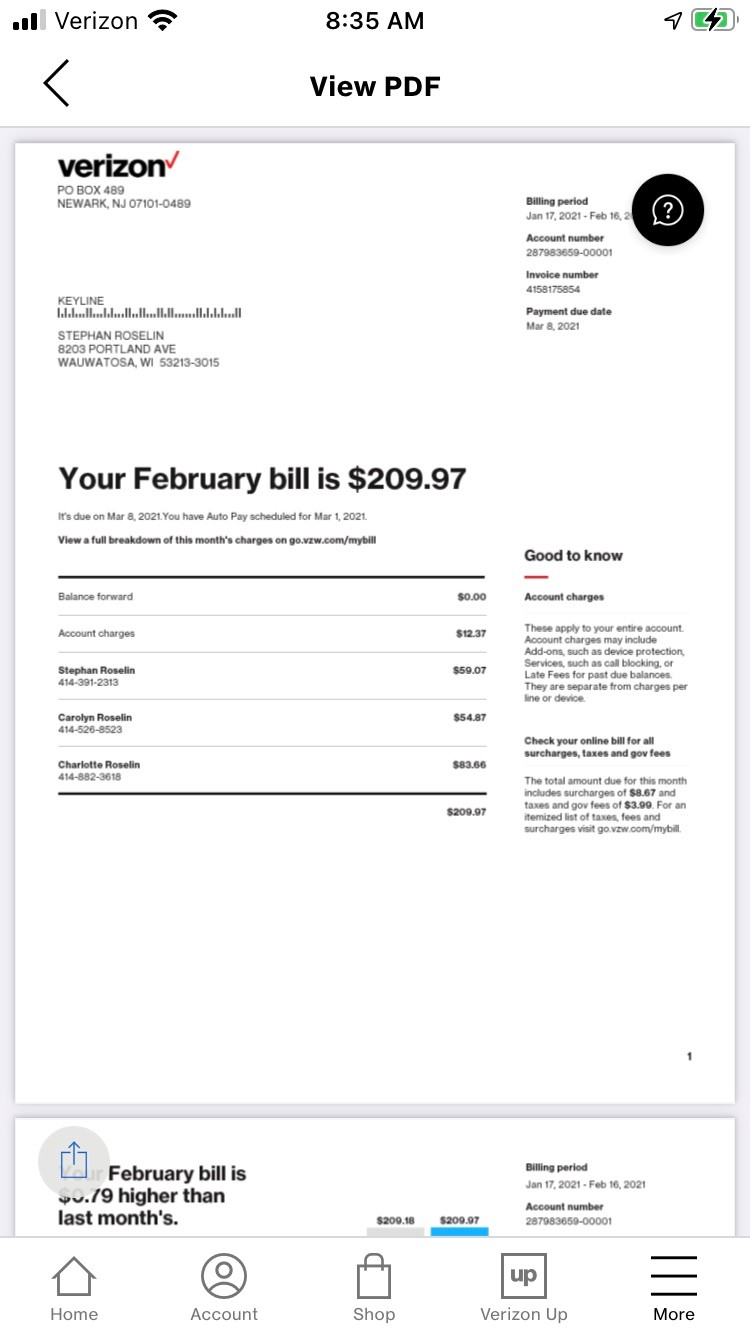 Verizon
8:35 AM
View PDF
verizon
PO BOX 489
NEWARK, NJ 07101-0489
Billing period
Jan 17, 2021 - Feb 16,
Account number
287983659-00001
Invoice number
4158175854
Payment due date
Mar 8, 2021
KEYLINE
STEPHAN ROSELIN
8203 PORTLAND AVE
WAUWATOSA, WI 53213-3015
Your February bill is $209.97
It's due on Mar 8, 2021.You have Auto Pay scheduled for Mar 1, 2021.
View a full breakdown of this month's charges on go.vzw.com/mybill
Balance forward $0.00
Account charges $12.37
Stephan Roselin $59.07
414-391-2313
Carolyn Roselin $54.87
414-526-8523
Charlotte Roselin $83.66
414-882-3618
$209.97
Good to know
Account charges
These apply to your entire account.
Account charges may include
Add-ons, such as device protection,
Services, such as call blocking, or
Late Fees for past due balances.
They are separate from charges per
line or device.
Check your online bill for all
surcharges, taxes and gov fees
The total amount due for this month
includes surcharges of $8.67 and
taxes and gov fees of $3.99. For an
itemized list of taxes, fees and
surcharges visit go.vzw.com/mybill.
1
Your February bill is
$0.79 higher than
last month's.
$209.18 $209.97
Billing period
Jan 17, 2021 - Feb 16, 2021
Account number
287983659-00001
Home
Account
Shop
up
Verizon Up
More